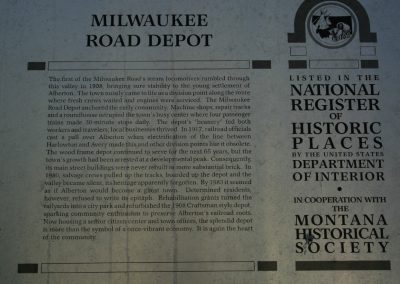 MILWAUKEE
ROAD DEPOT
The first of the Milwaukee Road's steam locomotives rumbled through
this valley in 1908, bringing new stability to the young settlement of
Alberton. The town surely came to life as a division point along the route
where fresh crews waited and engines were serviced. The Milwaukee
Road Depot anchored the early community. Machine shops, repair tracks
and a roundhouse occupied the town's busy center where four passenger
trains made 30-minute stops daily. The depot's "beanery" fed both
workers and travelers; local businesses thrived. In 1917, railroad officials
cast a pall over Alberton when electrification of the line between
Harlowton and Avery made this and other division points obsolete.
The wood frame depot continued to serve for the next 66 years, but the
town's growth had been arrested at a developmental peak. Consequently,
its main street buildings were never rebuilt in more substantial brick. In
1980, salvage crews pulled up the tracks, boarded up the depot and the
valley became silent, its heritage apparently forgotten. By 1983 it seemed
as if Alberton would become a ghost town. Determined residents,
however, refused to write its epitaph. Rehabilitation grants turned the
railyards into a city park and refurbished the 1908 Craftsman style depot,
sparking community enthusiasm to preserve Alberton's railroad roots.
Now housing a senior citizens center and town offices, the splendid depot
is more than the symbol of a once-vibrant economy. It is again the heart
of the community.
LISTED IN THE
NATIONAL
REGISTER
OF
HISTORIC
PLACES
BY THE UNITED STATES
DEPARTMENT
OF INTERIOR
IN COOPERATION WITH
THE
MONTANA
HISTORICAL
SOCIETY